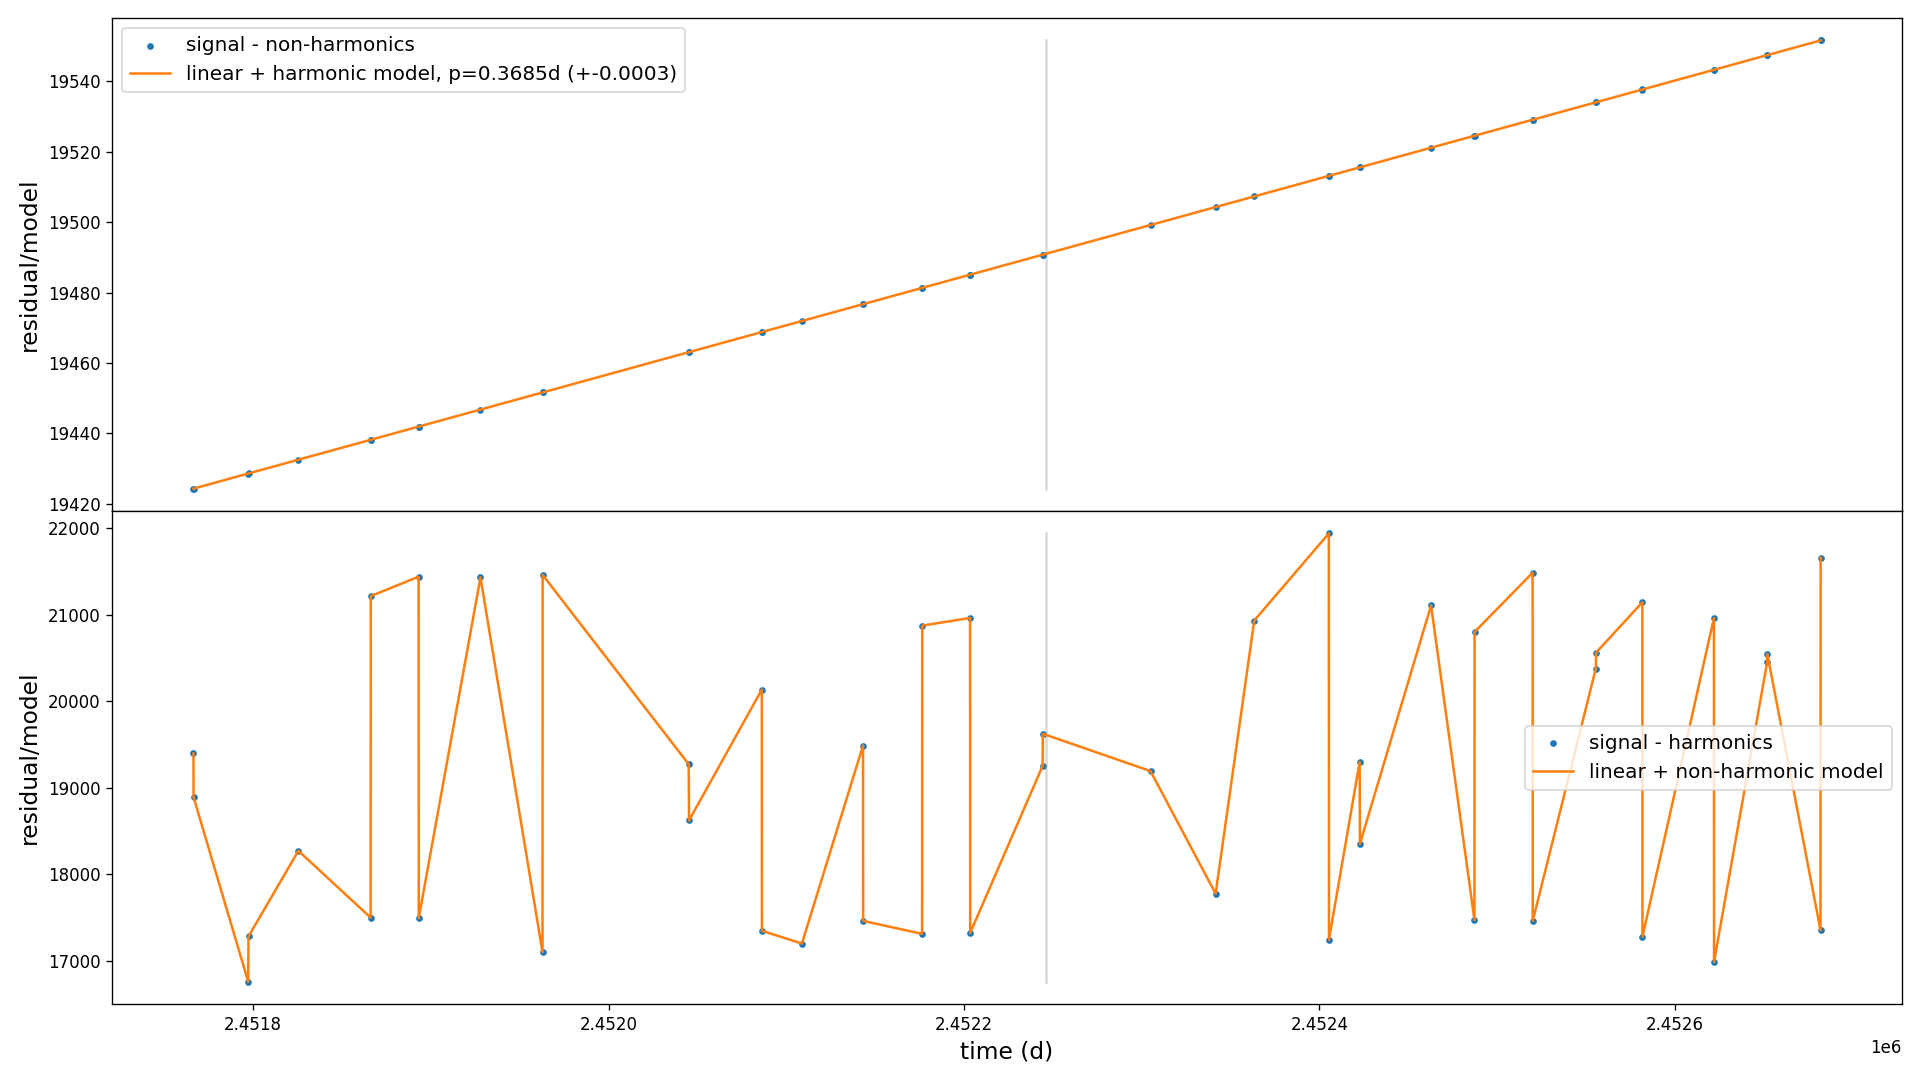 signal - non-harmonics
linear + harmonic model, p=0.3685d (+-0.0003)
residual/model
19540
19520
19500
19480
19460
19440
19420
22000
21000
20000
19000
18000
17000
residual/model
signal - harmonics
linear + non-harmonic model
2.4518
2.4520
2.4522
2.4524
2.4526
time (d)
1e6